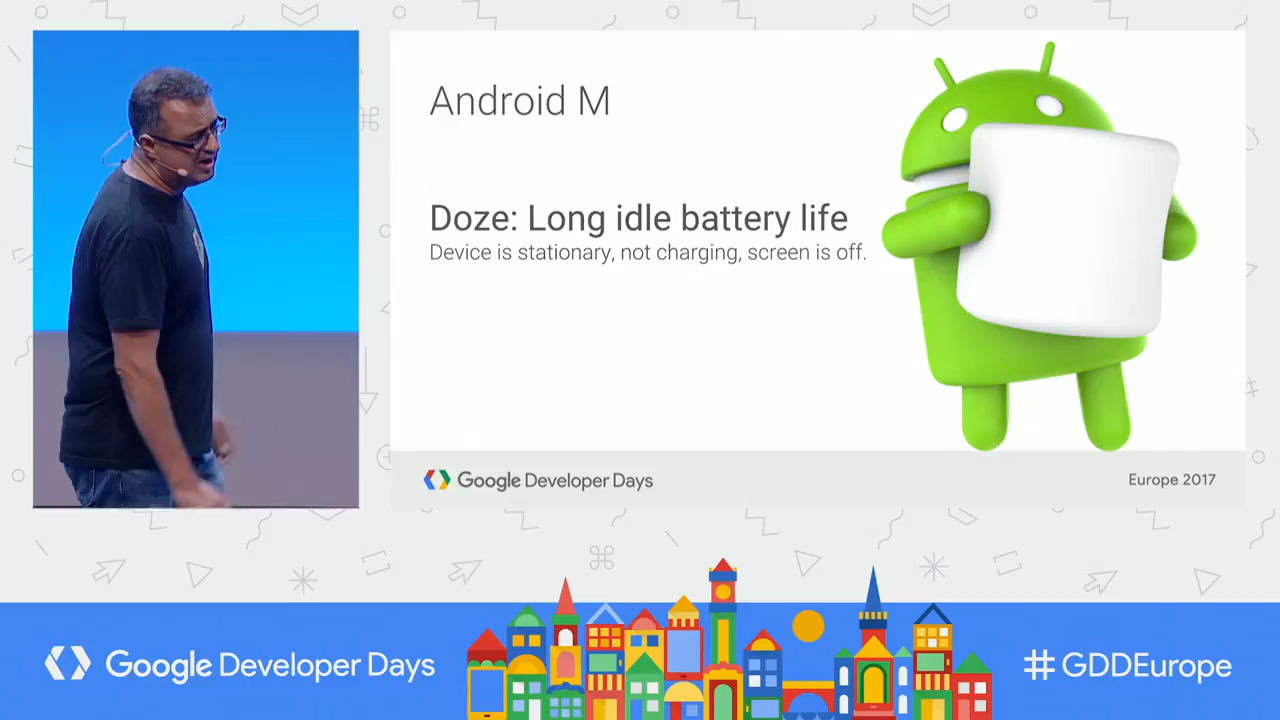 Android M
Doze: Long idle battery life
Device is stationary, not charging, screen is off.
Google Developer Days
Europe 2017
Google Developer Days
#GDDEurope